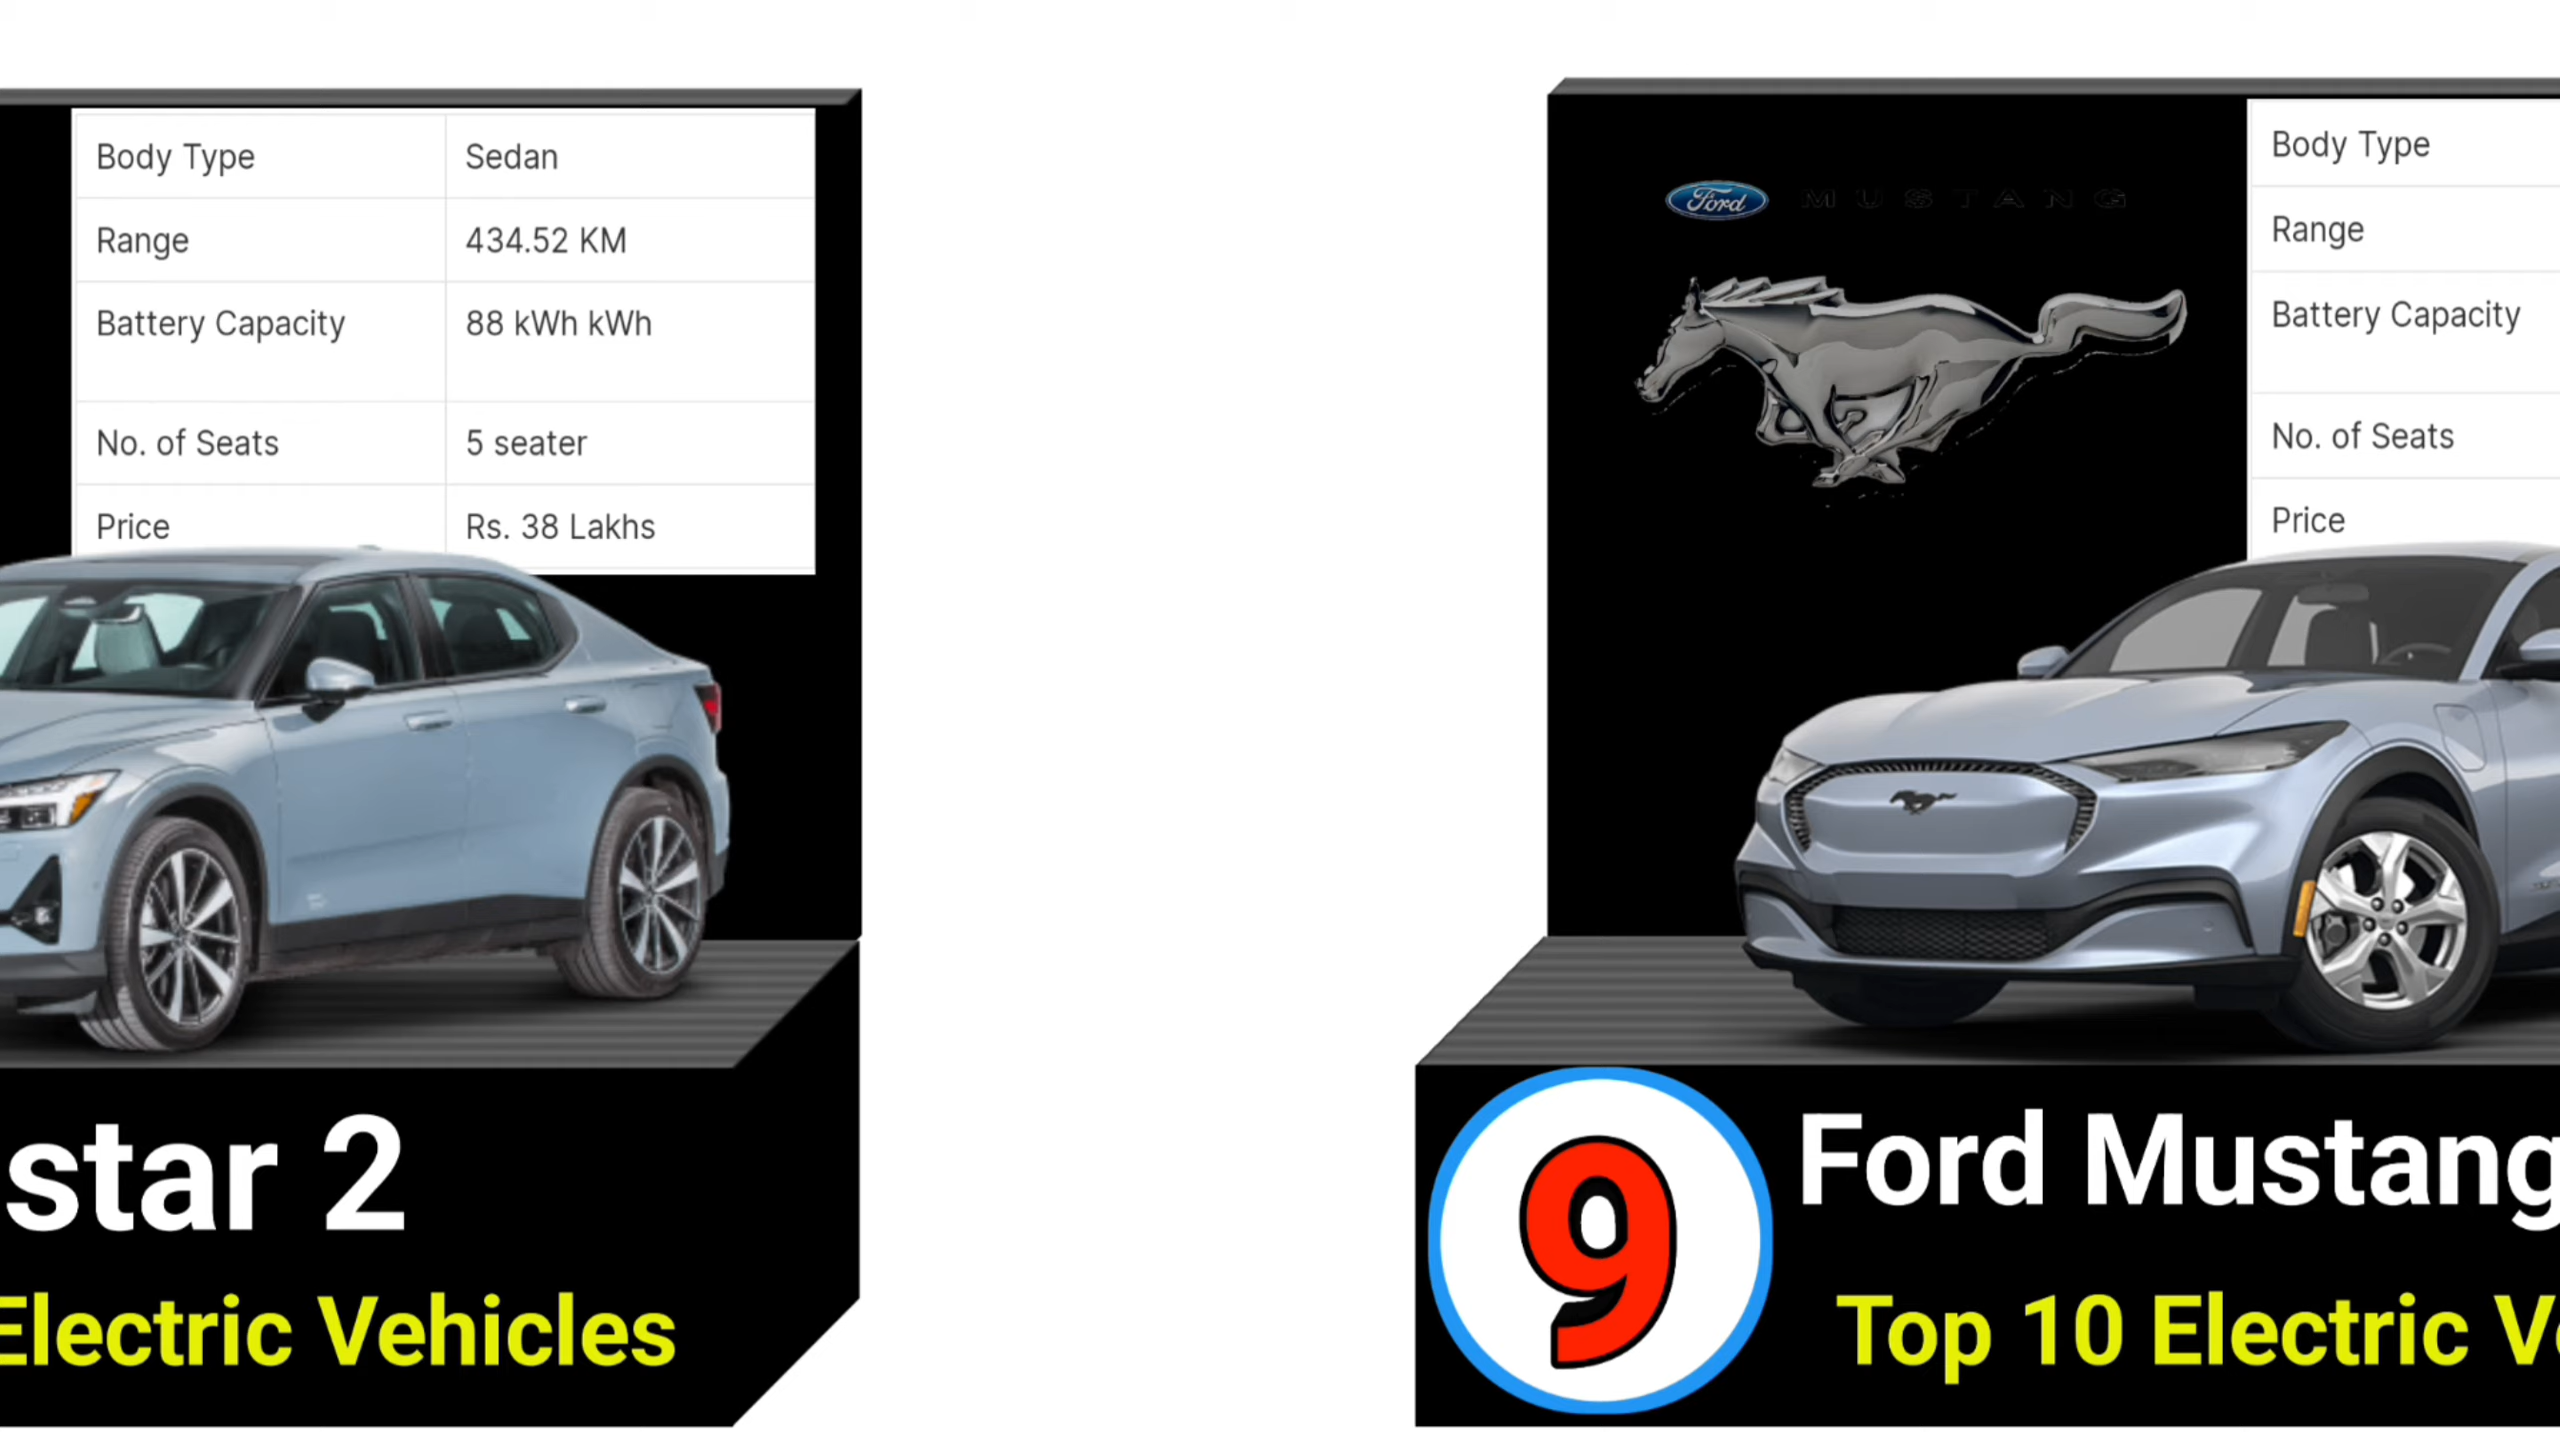 Body Type Sedan
Range 434.52 KM
Battery Capacity 88 kWh kWh
No. of Seats 5 seater
Price Rs. 38 Lakhs
star 2
Electric Vehicles
Ford MUSTANG
Body Type
Range
Battery Capacity
No. of Seats
Price
9
Ford Mustang
Top 10 Electric Ve